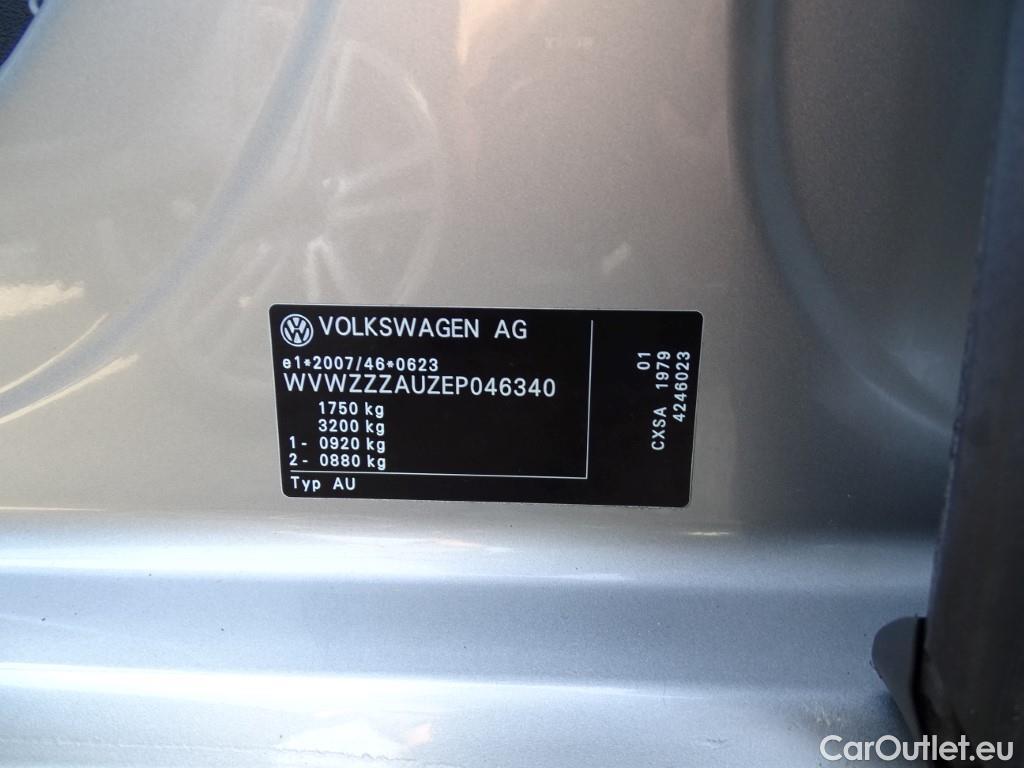 VOLKSWAGEN AG
e1*2007/46*0623
WVWZZZAUZEP046340
1750 kg
3200 kg
1- 0920 kg
2- 0880 kg
Typ AU
01
CXSA 1979
4246023
CarOutlet.eu